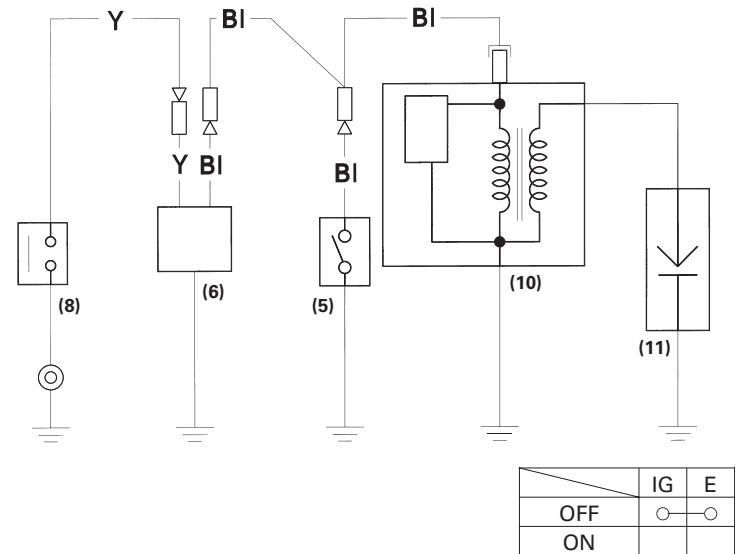 Y
Bl
Bl
Y Bl
Bl
(8)
(6)
(5)
(10)
(11)
IG E
OFF
ON